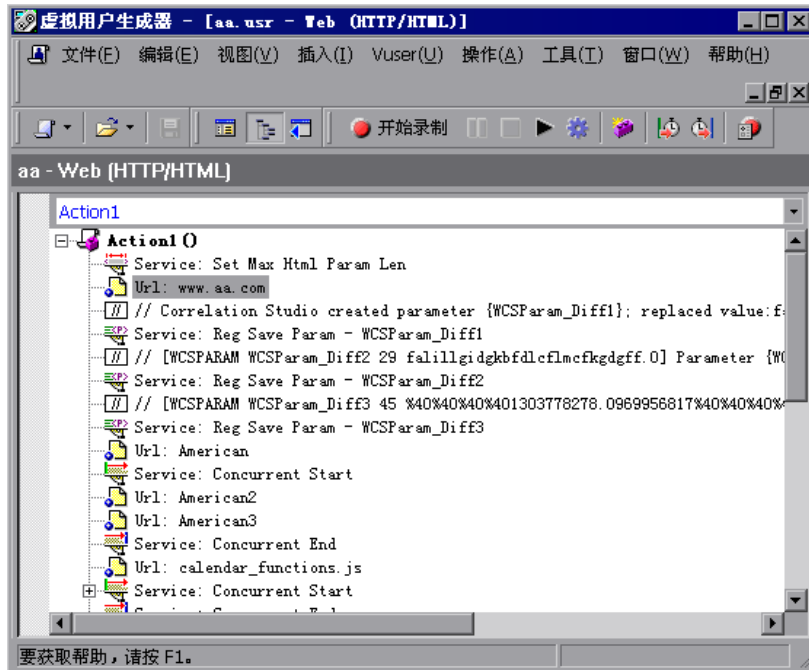 虚拟用户生成器 - [aa.usr - Web (HTTP/HTML)]
文件(F) 编辑(E) 视图(V) 插入(I) Vuser(U) 操作(A) 工具(T) 窗口(W) 帮助(H)
开始录制
aa - Web (HTTP/HTML)
Action1
Action1()
Service: Set Max Html Param Len
Url: www.aa.com
// Correlation Studio created parameter {WCSParam_Diff1}; replaced value:f
Service: Reg Save Param - WCSParam_Diff1
// [WCSPARAM WCSParam_Diff2 29 falillgidgkbfdlcflmcfkgdgff.0] Parameter {W
Service: Reg Save Param - WCSParam_Diff2
// [WCSPARAM WCSParam_Diff3 45 %40%40%40%401303778278.0969956817%40%40%40%
Service: Reg Save Param - WCSParam_Diff3
Url: American
Service: Concurrent Start
Url: American2
Url: American3
Service: Concurrent End
Url: calendar_functions.js
Service: Concurrent Start
要获取帮助，请按 F1。